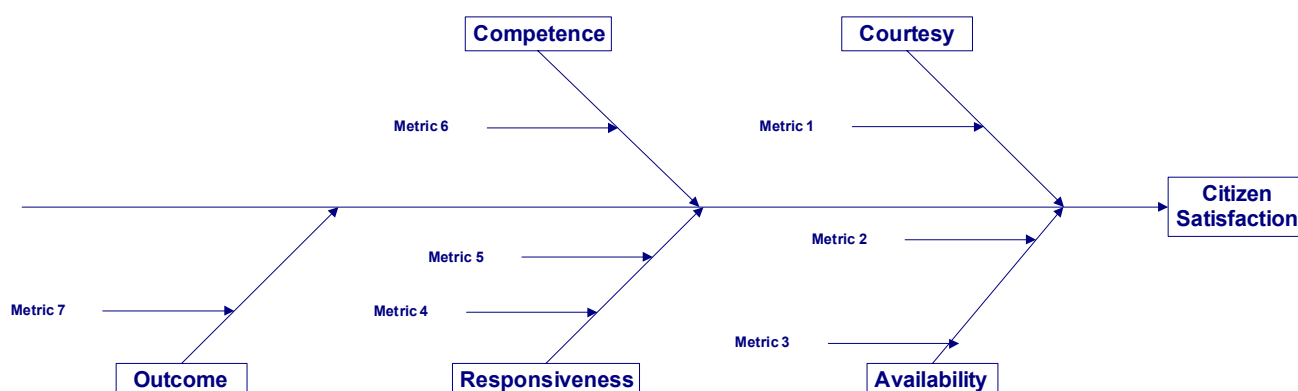 Competence
Courtesy
Metric 6
Metric 1
Citizen
Satisfaction
Metric 2
Metric 5
Metric 7
Metric 4
Metric 3
Outcome
Responsiveness
Availability